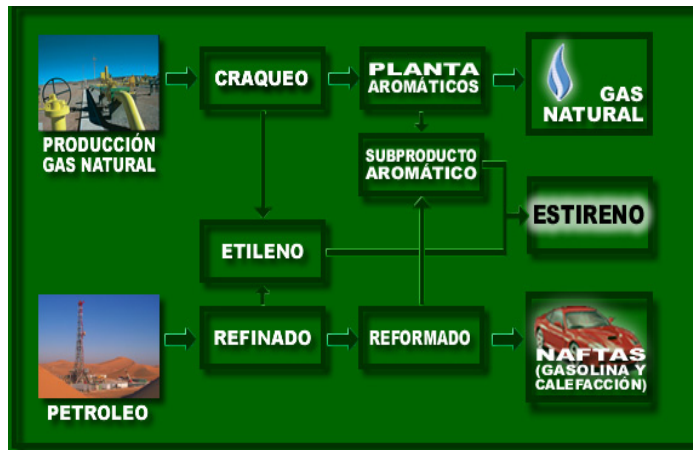 PRODUCCIÓN
GAS NATURAL
CRAQUEO
PLANTA
AROMÁTICOS
GAS
NATURAL
SUBPRODUCTO
AROMÁTICO
ESTIRENO
ETILENO
PETROLEO
REFINADO
REFORMADO
NAFTAS
(GASOLINA Y
CALEFACCIÓN)